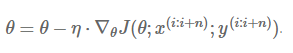 θ = θ − η · ∇_θ J(θ; x^(i:i+n); y^(i:i+n)).